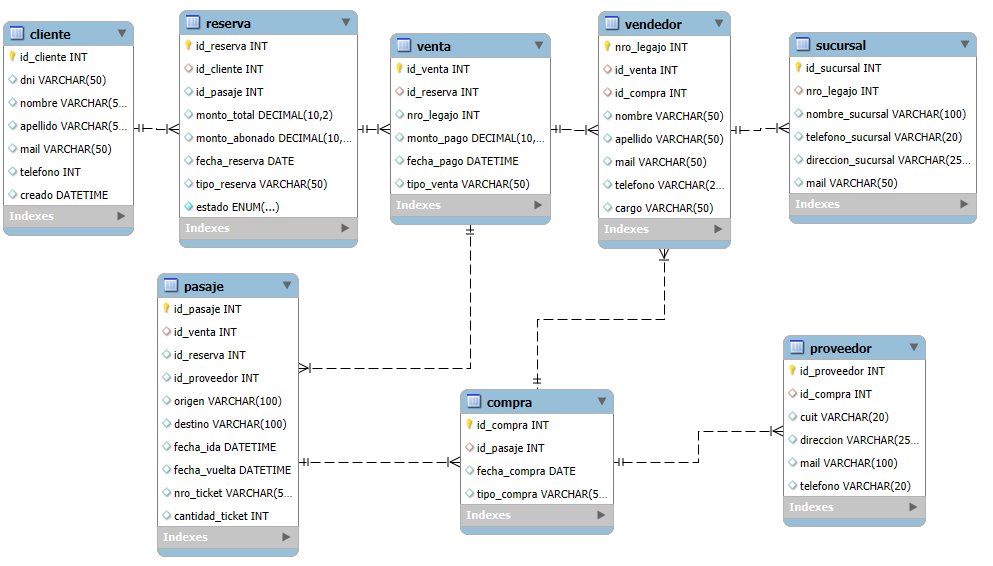 cliente
id_cliente INT
dni VARCHAR(50)
nombre VARCHAR(5...
apellido VARCHAR(5...
mail VARCHAR(50)
telefono INT
creado DATETIME
Indexes
reserva
id_reserva INT
id_cliente INT
id_pasaje INT
monto_total DECIMAL(10,2)
monto_abonado DECIMAL(10,...
fecha_reserva DATE
tipo_reserva VARCHAR(50)
estado ENUM(...)
Indexes
venta
id_venta INT
id_reserva INT
nro_legajo INT
monto_pago DECIMAL(10,...
fecha_pago DATETIME
tipo_venta VARCHAR(50)
Indexes
vendedor
nro_legajo INT
id_venta INT
id_compra INT
nombre VARCHAR(50)
apellido VARCHAR(50)
mail VARCHAR(50)
telefono VARCHAR(2...
cargo VARCHAR(50)
Indexes
sucursal
id_sucursal INT
nro_legajo INT
nombre_sucursal VARCHAR(100)
telefono_sucursal VARCHAR(20)
direccion_sucursal VARCHAR(25...
mail VARCHAR(50)
Indexes
pasaje
id_pasaje INT
id_venta INT
id_reserva INT
id_proveedor INT
origen VARCHAR(100)
destino VARCHAR(100)
fecha_ida DATETIME
fecha_vuelta DATETIME
nro_ticket VARCHAR(5...
cantidad_ticket INT
Indexes
compra
id_compra INT
id_pasaje INT
fecha_compra DATE
tipo_compra VARCHAR(5...
Indexes
proveedor
id_proveedor INT
id_compra INT
cuit VARCHAR(20)
direccion VARCHAR(25...
mail VARCHAR(100)
telefono VARCHAR(20)
Indexes